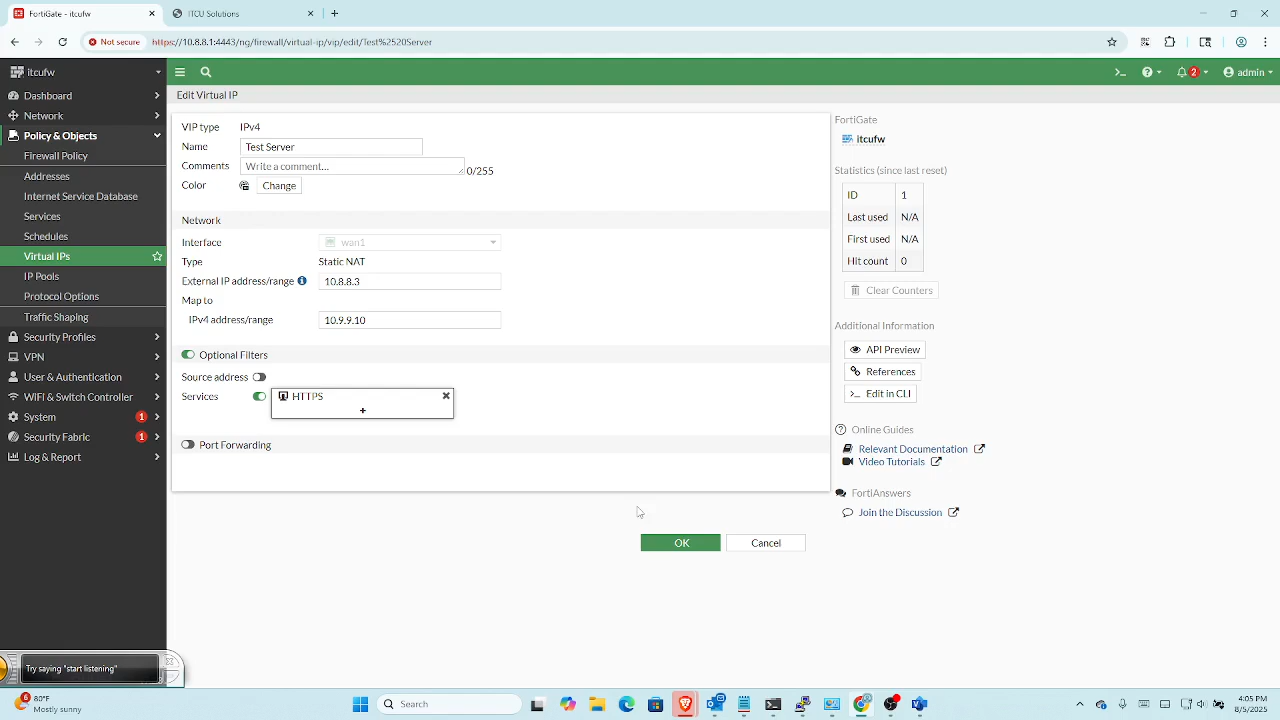 FortiGate - itcufw
ITCU Solutions
Not secure https://10.8.8.1:4443/ng/firewall/virtual-ip/vip/edit/Test%2520Server
itcufw
2
admin
Dashboard
Network
Policy & Objects
Firewall Policy
Addresses
Internet Service Database
Services
Schedules
Virtual IPs
IP Pools
Protocol Options
Traffic Shaping
Security Profiles
VPN
User & Authentication
WiFi & Switch Controller
System 1
Security Fabric 1
Log & Report
Edit Virtual IP
VIP type IPv4
Name Test Server
Comments Write a comment... 0/255
Color Change
Network
Interface wan1
Type Static NAT
External IP address/range 10.8.8.3
Map to
IPv4 address/range 10.9.9.10
Optional Filters
Source address
Services HTTPS
+
Port Forwarding
OK Cancel
FortiGate
itcufw
Statistics (since last reset)
ID 1
Last used N/A
First used N/A
Hit count 0
Clear Counters
Additional Information
API Preview
References
>_ Edit in CLI
Online Guides
Relevant Documentation
Video Tutorials
FortiAnswers
Join the Discussion
Try saying "start listening"
6
80°F
Mostly sunny
Search
4:05 PM
8/5/2025